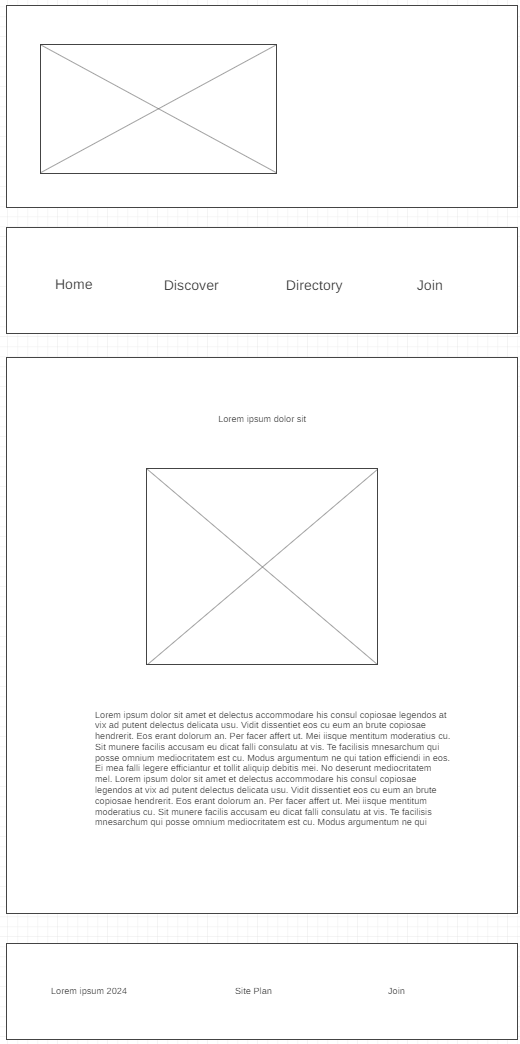 Home
Discover
Directory
Join
Lorem ipsum dolor sit
Lorem ipsum dolor sit amet et delectus accommodare his consul copiosae legendos at
vix ad putent delectus delicata usu. Vidit dissentiet eos cu eum an brute copiosae
hendrerit. Eos erant dolorum an. Per facer affert ut. Mei iisque mentitum moderatius cu.
Sit munere facilis accusam eu dicat falli consulatu at vis. Te facilisis mnesarchum qui
posse omnium mediocritatem est cu. Modus argumentum ne qui tation efficiendi in eos.
Ei mea falli legere efficiantur et tollit aliquip debitis mei. No deserunt mediocritatem
mel. Lorem ipsum dolor sit amet et delectus accommodare his consul copiosae
legendos at vix ad putent delectus delicata usu. Vidit dissentiet eos cu eum an brute
copiosae hendrerit. Eos erant dolorum an. Per facer affert ut. Mei iisque mentitum
moderatius cu. Sit munere facilis accusam eu dicat falli consulatu at vis. Te facilisis
mnesarchum qui posse omnium mediocritatem est cu. Modus argumentum ne qui
Lorem ipsum 2024
Site Plan
Join